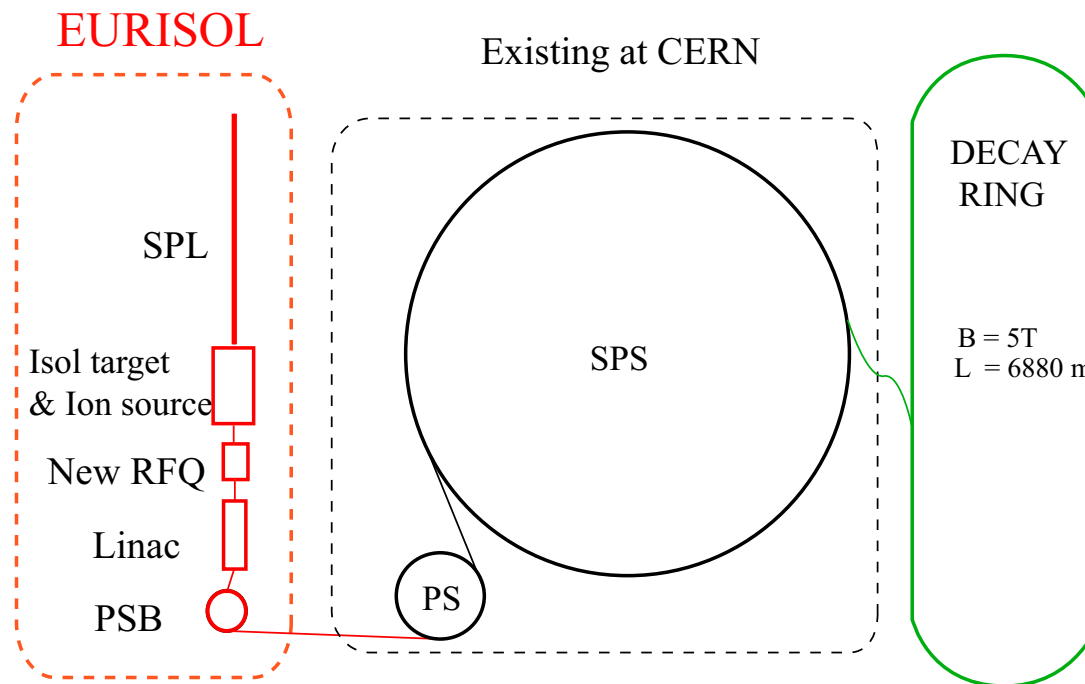 EURISOL
Existing at CERN
SPL
Isol target
& Ion source
New RFQ
Linac
PSB
PS
SPS
DECAY
RING
B = 5T
L = 6880 m